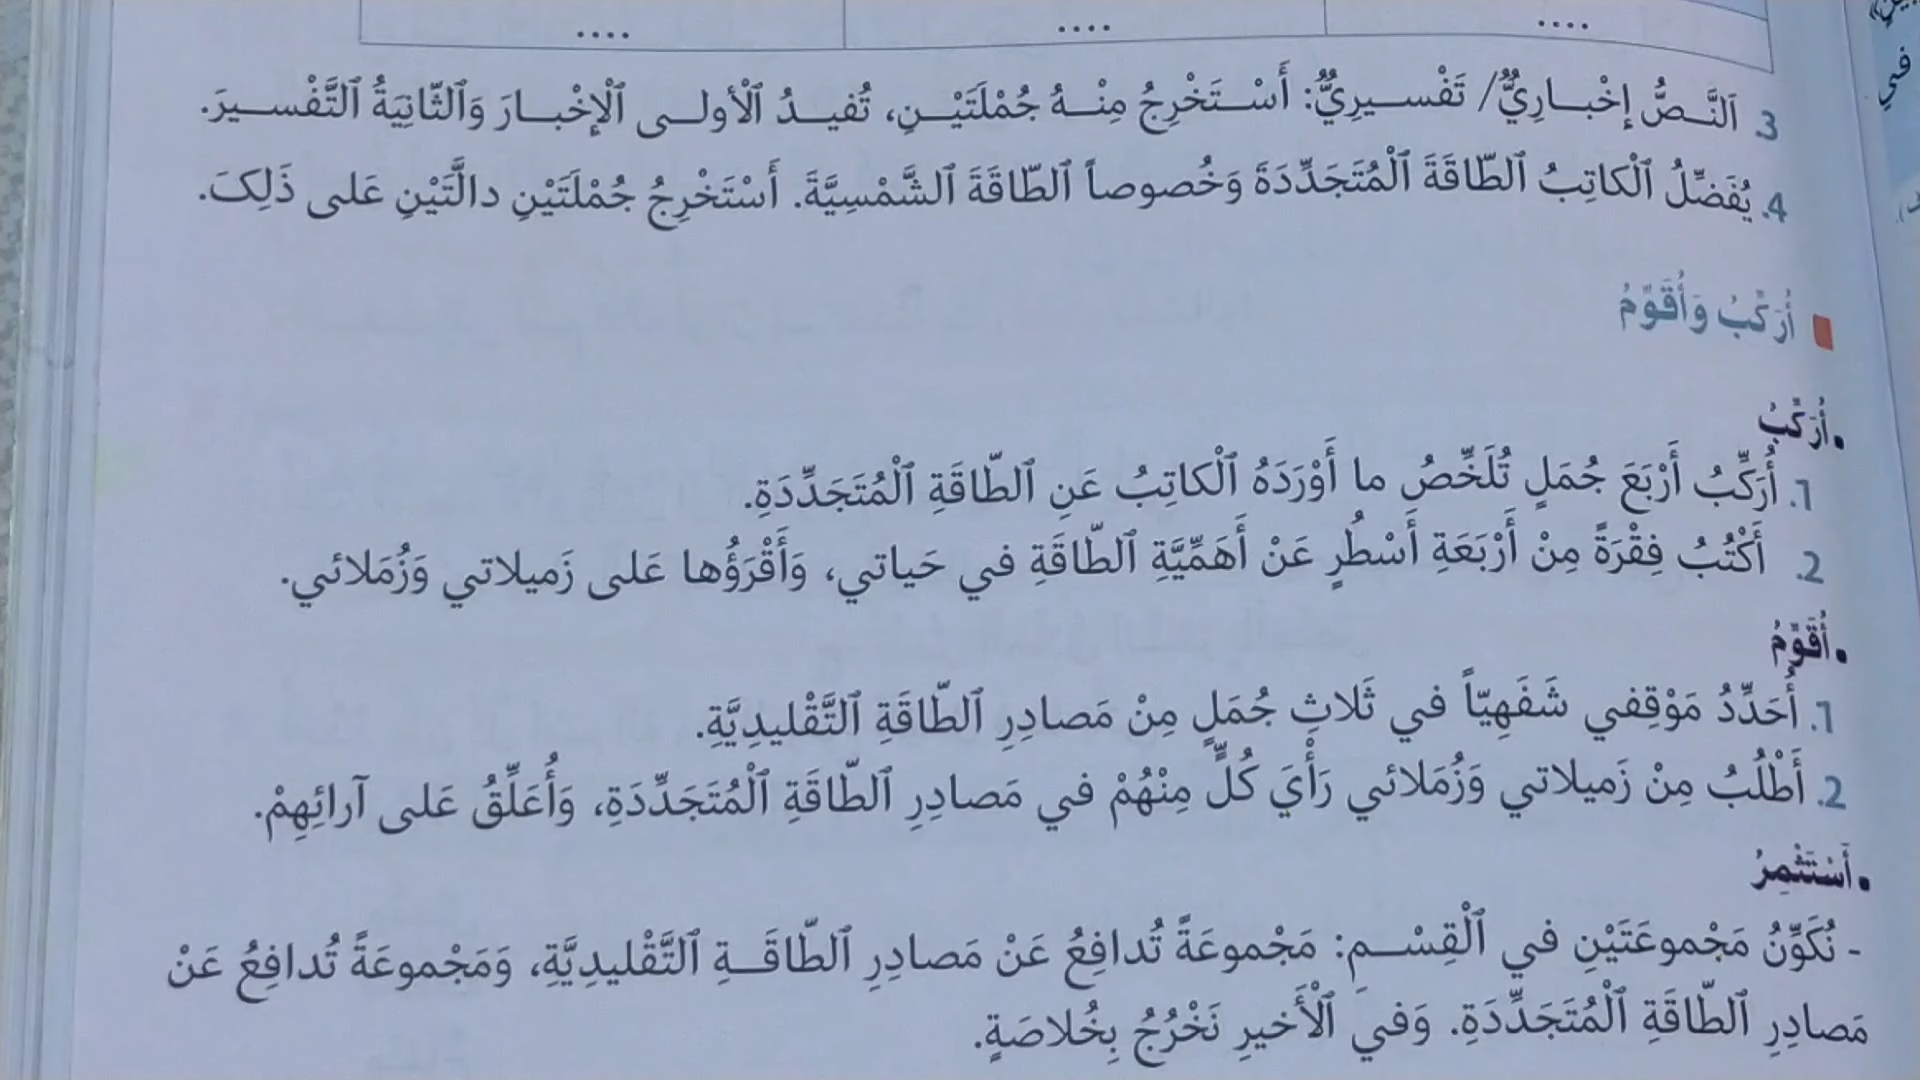 .... .... ....
3. اَلنَّصُّ إِخْبارِيٌّ/ تَفْسيرِيٌّ: أَسْتَخْرِجُ مِنْهُ جُمْلَتَيْنِ، تُفيدُ ٱلْأولى ٱلْإِخْبارَ وَٱلثّانِيَةُ ٱلتَّفْسيرَ.
4. يُفَضِّلُ ٱلْكاتِبُ ٱلطّاقَةَ ٱلْمُتَجَدِّدَةَ وَخُصوصاً ٱلطّاقَةَ ٱلشَّمْسِيَّةَ. أَسْتَخْرِجُ جُمْلَتَيْنِ دالَّتَيْنِ عَلى ذَلِكَ.
أُرَكِّبُ وَأُقَوِّمُ
• أُرَكِّبُ
1. أُرَكِّبُ أَرْبَعَ جُمَلٍ تُلَخِّصُ ما أَوْرَدَهُ ٱلْكاتِبُ عَنِ ٱلطّاقَةِ ٱلْمُتَجَدِّدَةِ.
2. أَكْتُبُ فِقْرَةً مِنْ أَرْبَعَةِ أَسْطُرٍ عَنْ أَهَمِّيَّةِ ٱلطّاقَةِ في حَياتي، وَأَقْرَؤُها عَلى زَميلاتي وَزُمَلائي.
• أُقَوِّمُ
1. أُحَدِّدُ مَوْقِفي شَفَهِيّاً في ثَلاثِ جُمَلٍ مِنْ مَصادِرِ ٱلطّاقَةِ ٱلتَّقْليدِيَّةِ.
2. أَطْلُبُ مِنْ زَميلاتي وَزُمَلائي رَأْيَ كُلٍّ مِنْهُمْ في مَصادِرِ ٱلطّاقَةِ ٱلْمُتَجَدِّدَةِ، وَأُعَلِّقُ عَلى آرائِهِمْ.
• أَسْتَثْمِرُ
- نُكَوِّنُ مَجْموعَتَيْنِ في ٱلْقِسْمِ: مَجْموعَةً تُدافِعُ عَنْ مَصادِرِ ٱلطّاقَةِ ٱلتَّقْليدِيَّةِ، وَمَجْموعَةً تُدافِعُ عَنْ
مَصادِرِ ٱلطّاقَةِ ٱلْمُتَجَدِّدَةِ. وَفي ٱلْأَخيرِ نَخْرُجُ بِخُلاصَةٍ.
في